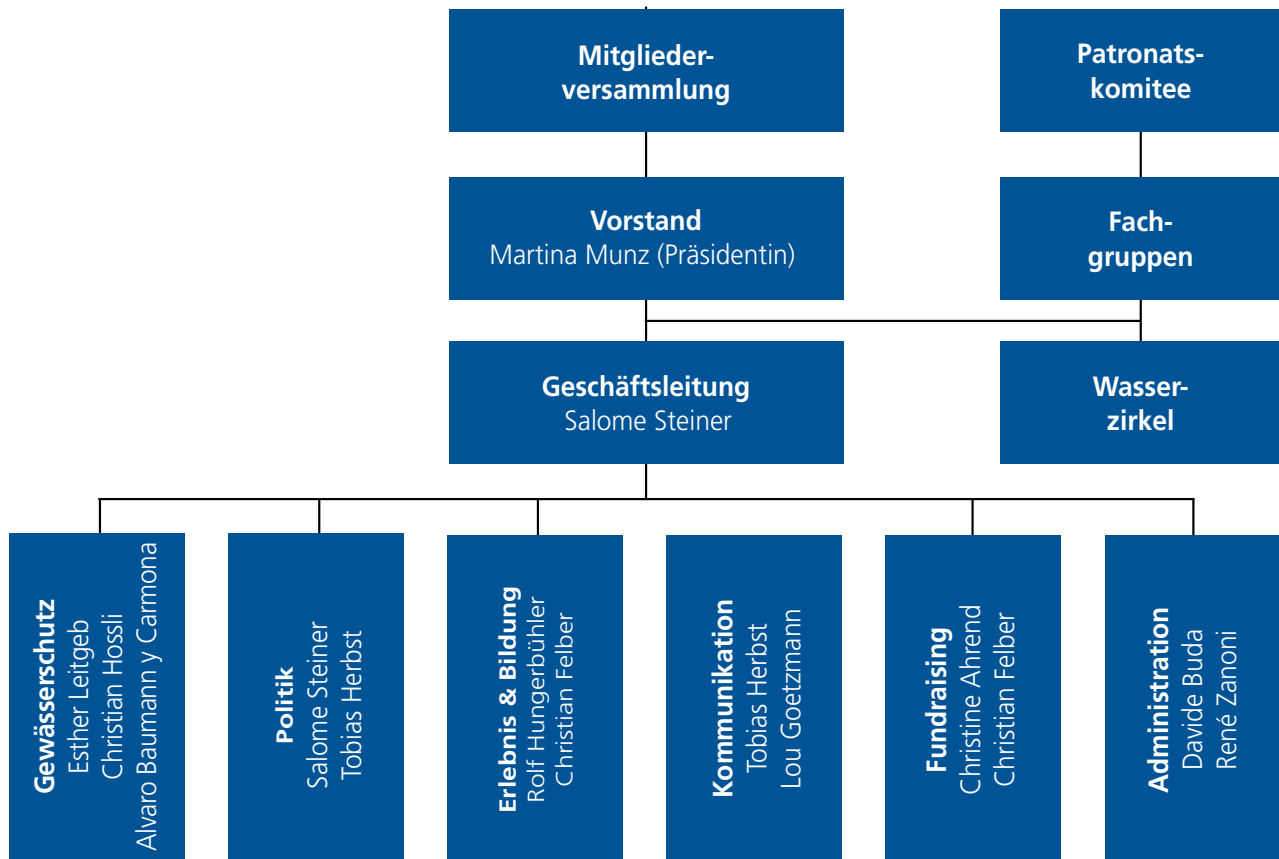 Mitglieder-
versammlung
Patronats-
komitee
Vorstand
Martina Munz (Präsidentin)
Fach-
gruppen
Geschäftsleitung
Salome Steiner
Wasser-
zirkel
Gewässerschutz
Esther Leitgeb
Christian Hossli
Alvaro Baumann y Carmona
Politik
Salome Steiner
Tobias Herbst
Erlebnis & Bildung
Rolf Hungerbühler
Christian Felber
Kommunikation
Tobias Herbst
Lou Goetzmann
Fundraising
Christine Ahrend
Christian Felber
Administration
Davide Buda
René Zanoni